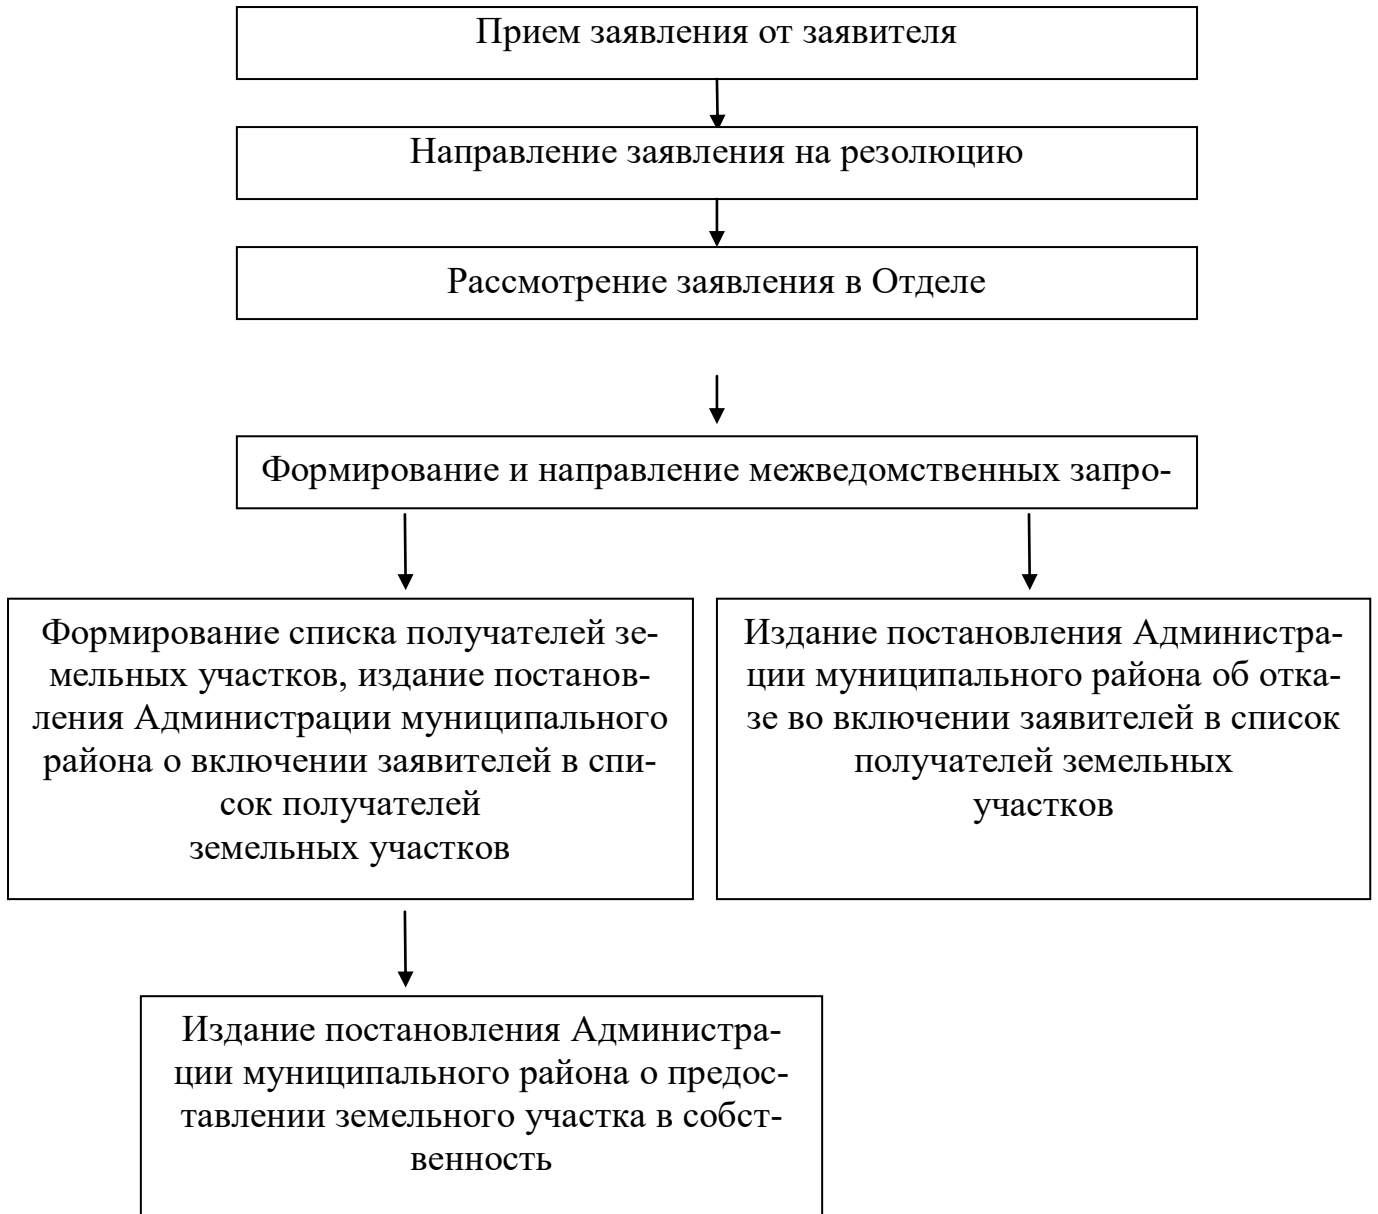 Прием заявления от заявителя
Направление заявления на резолюцию
Рассмотрение заявления в Отделе
Формирование и направление межведомственных запро-
Формирование списка получателей зе-
мельных участков, издание постанов-
ления Администрации муниципального
района о включении заявителей в спи-
сок получателей
земельных участков
Издание постановления Администра-
ции муниципального района об отка-
зе во включении заявителей в список
получателей земельных
участков
Издание постановления Администра-
ции муниципального района о предос-
тавлении земельного участка в собст-
венность